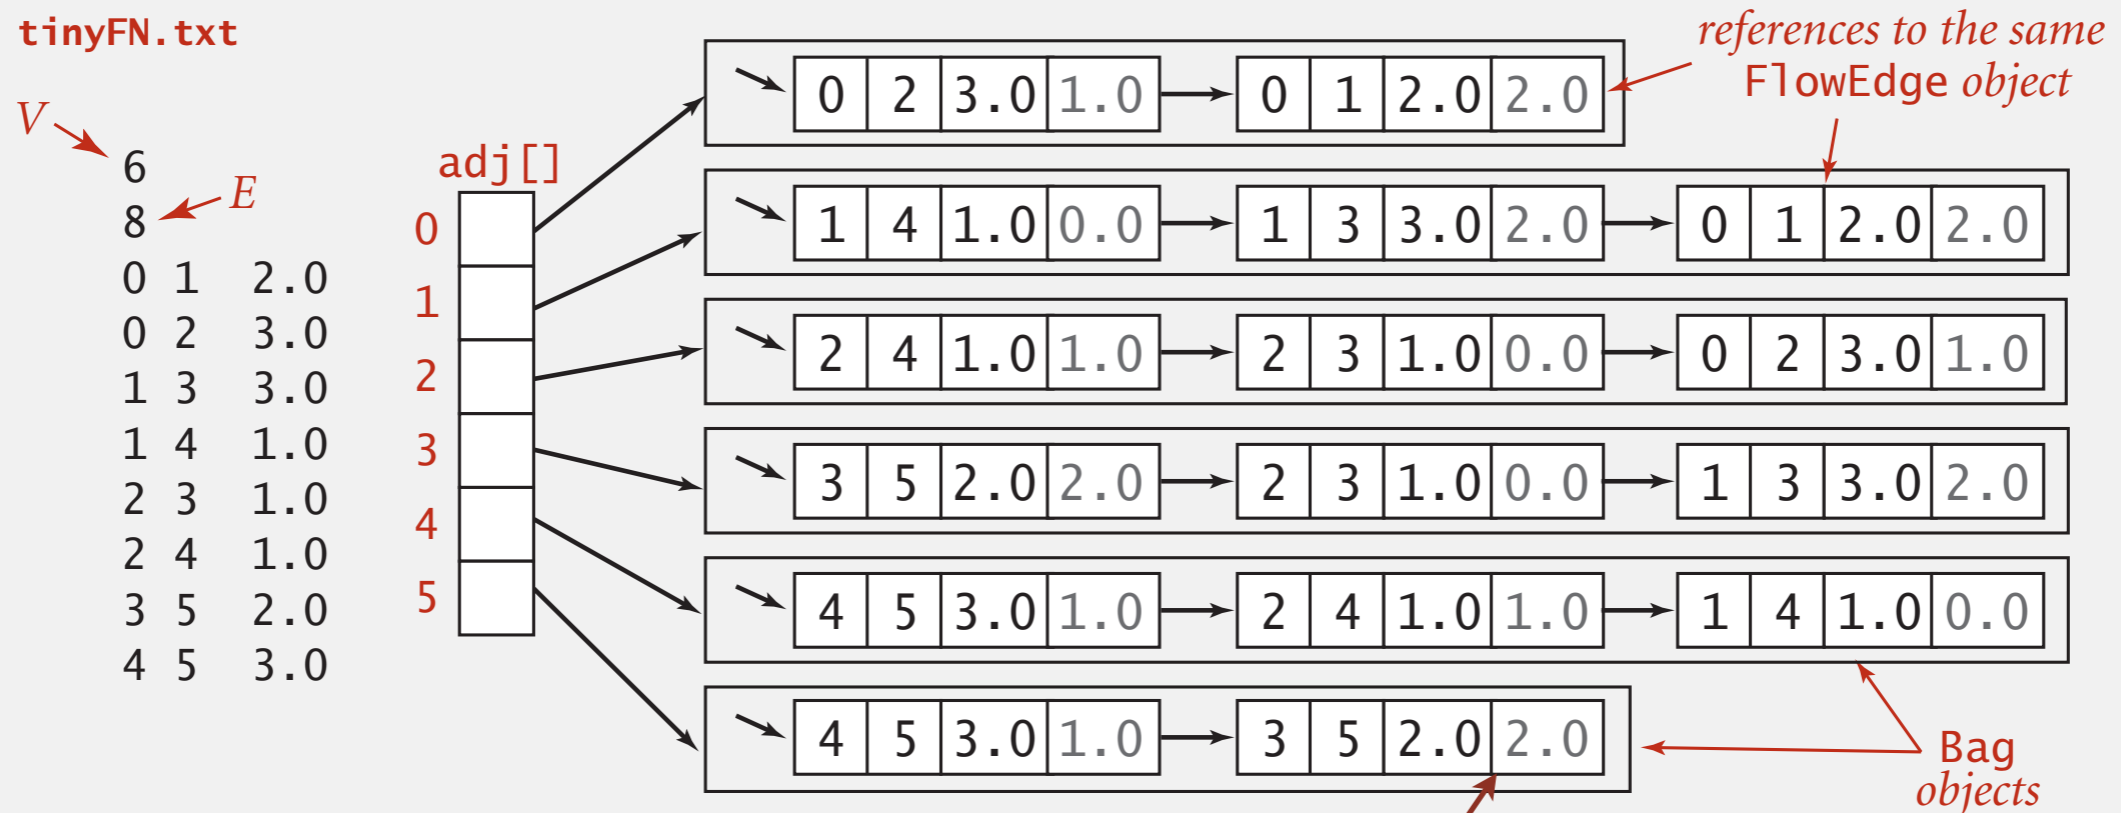 tinyFN.txt
V
6
8
E
0 1 2.0
0 2 3.0
1 3 3.0
1 4 1.0
2 3 1.0
2 4 1.0
3 5 2.0
4 5 3.0
adj[]
0
1
2
3
4
5
0 2 3.0 1.0 0 1 2.0 2.0
1 4 1.0 0.0 1 3 3.0 2.0 0 1 2.0 2.0
2 4 1.0 1.0 2 3 1.0 0.0 0 2 3.0 1.0
3 5 2.0 2.0 2 3 1.0 0.0 1 3 3.0 2.0
4 5 3.0 1.0 2 4 1.0 1.0 1 4 1.0 0.0
4 5 3.0 1.0 3 5 2.0 2.0
references to the same
FlowEdge object
Bag
objects